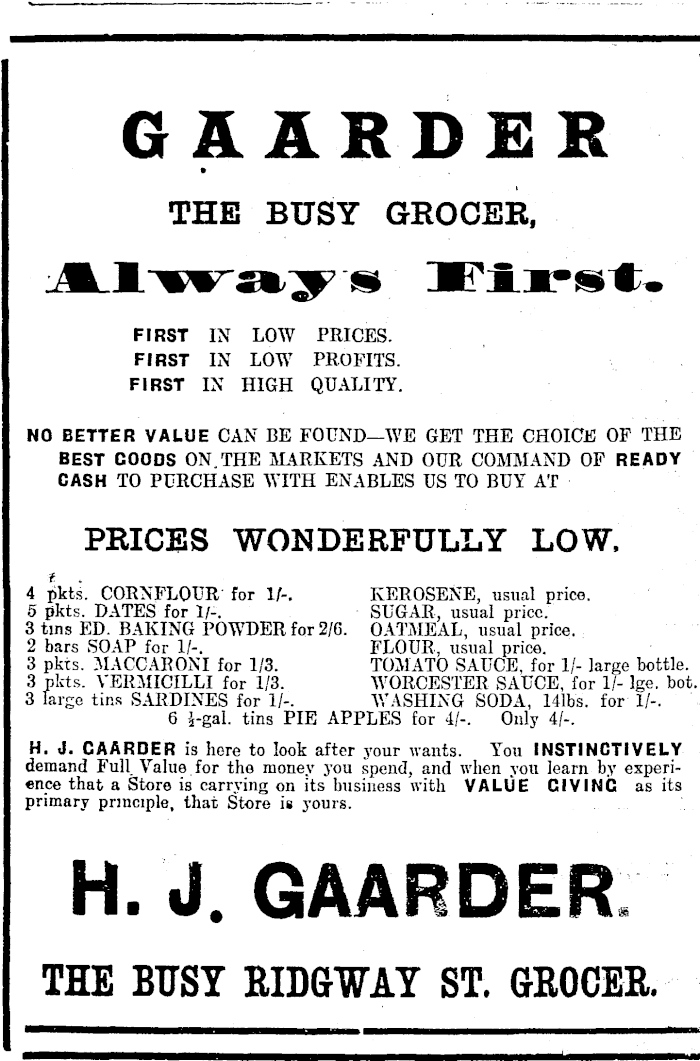 GAARDER
THE BUSY GROCER,
Always First.
FIRST IN LOW PRICES.
FIRST IN LOW PROFITS.
FIRST IN HIGH QUALITY.
NO BETTER VALUE CAN BE FOUND—WE GET THE CHOICE OF THE
BEST GOODS ON THE MARKETS AND OUR COMMAND OF READY
CASH TO PURCHASE WITH ENABLES US TO BUY AT
PRICES WONDERFULLY LOW.
4 pkts. CORNFLOUR for 1/-.
5 pkts. DATES for 1/-.
3 tins ED. BAKING POWDER for 2/6.
2 bars SOAP for 1/-.
3 pkts. MACCARONI for 1/3.
3 pkts. VERMICILLI for 1/3.
3 large tins SARDINES for 1/-.
KEROSENE, usual price.
SUGAR, usual price.
OATMEAL, usual price.
FLOUR, usual price.
TOMATO SAUCE, for 1/- large bottle.
WORCESTER SAUCE, for 1/- lge. bot.
WASHING SODA, 14lbs. for 1/-.
6 ½-gal. tins PIE APPLES for 4/-. Only 4/-.
H. J. GAARDER is here to look after your wants. You INSTINCTIVELY
demand Full Value for the money you spend, and when you learn by experi-
ence that a Store is carrying on its business with VALUE GIVING as its
primary principle, that Store is yours.
H. J. GAARDER.
THE BUSY RIDGWAY ST. GROCER.